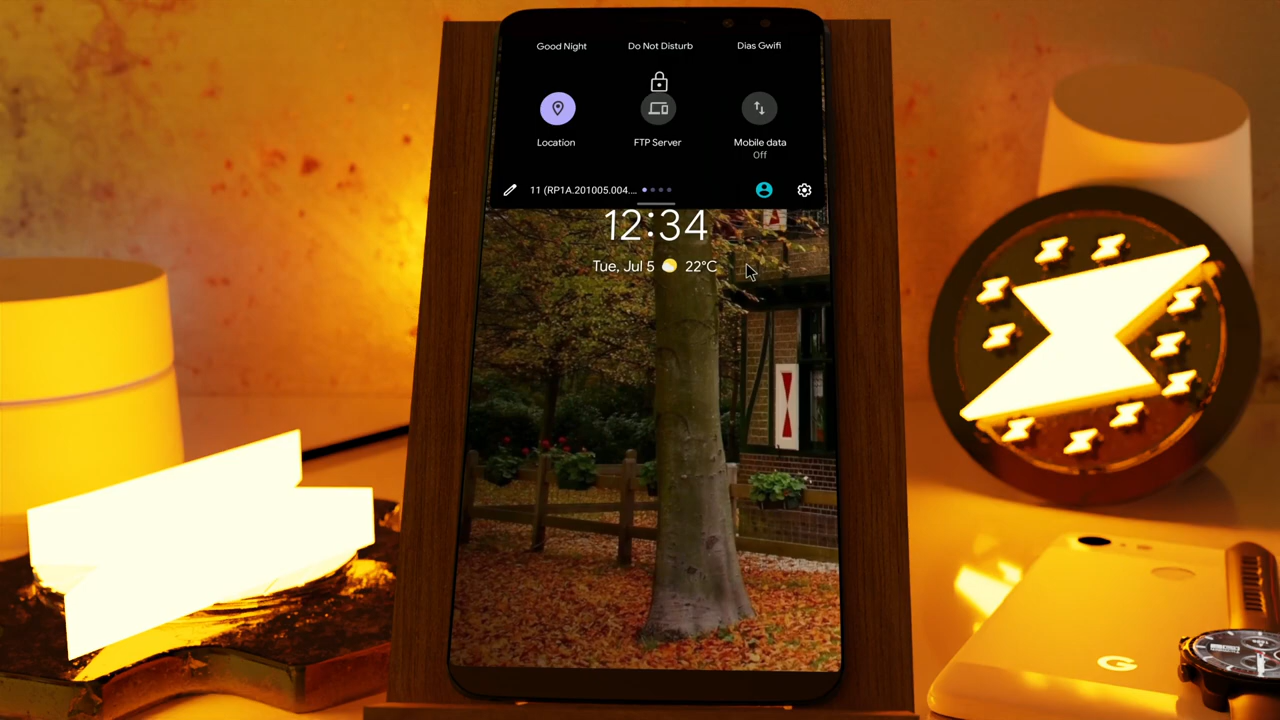 Good Night Do Not Disturb Dias Gwifi
Location FTP Server Mobile data
Off
11 (RP1A.201005.004....
12:34
Tue, Jul 5 22°C
G